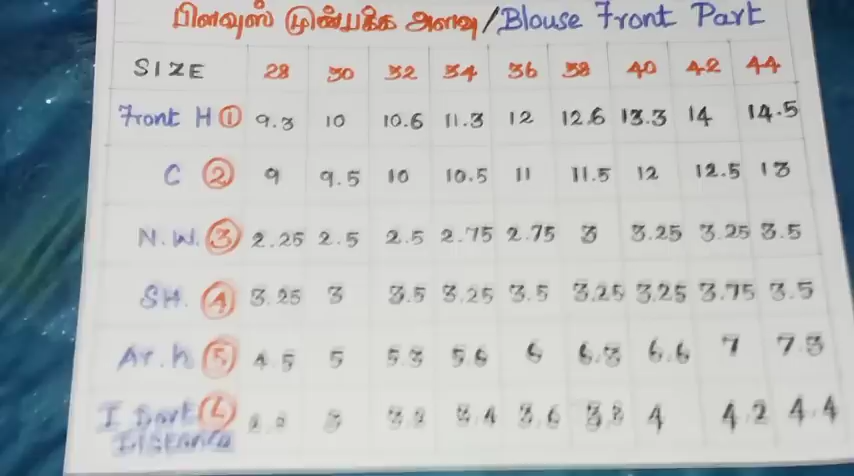 பிளவுஸ் முன்பக்க அளவு/Blouse Front Part
SIZE 28 30 32 34 36 38 40 42 44
Front H ① 9.3 10 10.6 11.3 12 12.6 13.3 14 14.5
C ② 9 9.5 10 10.5 11 11.5 12 12.5 13
N.W. ③ 2.25 2.5 2.5 2.75 2.75 3 3.25 3.25 3.5
SH. ④ 3.25 3 3.5 3.25 3.5 3.25 3.25 3.75 3.5
Ar.h ⑤ 4.5 5 5.3 5.6 6 6.3 6.6 7 7.3
I Dart 3 3.4 3.6 3.8 4 4.2 4.4
Distance